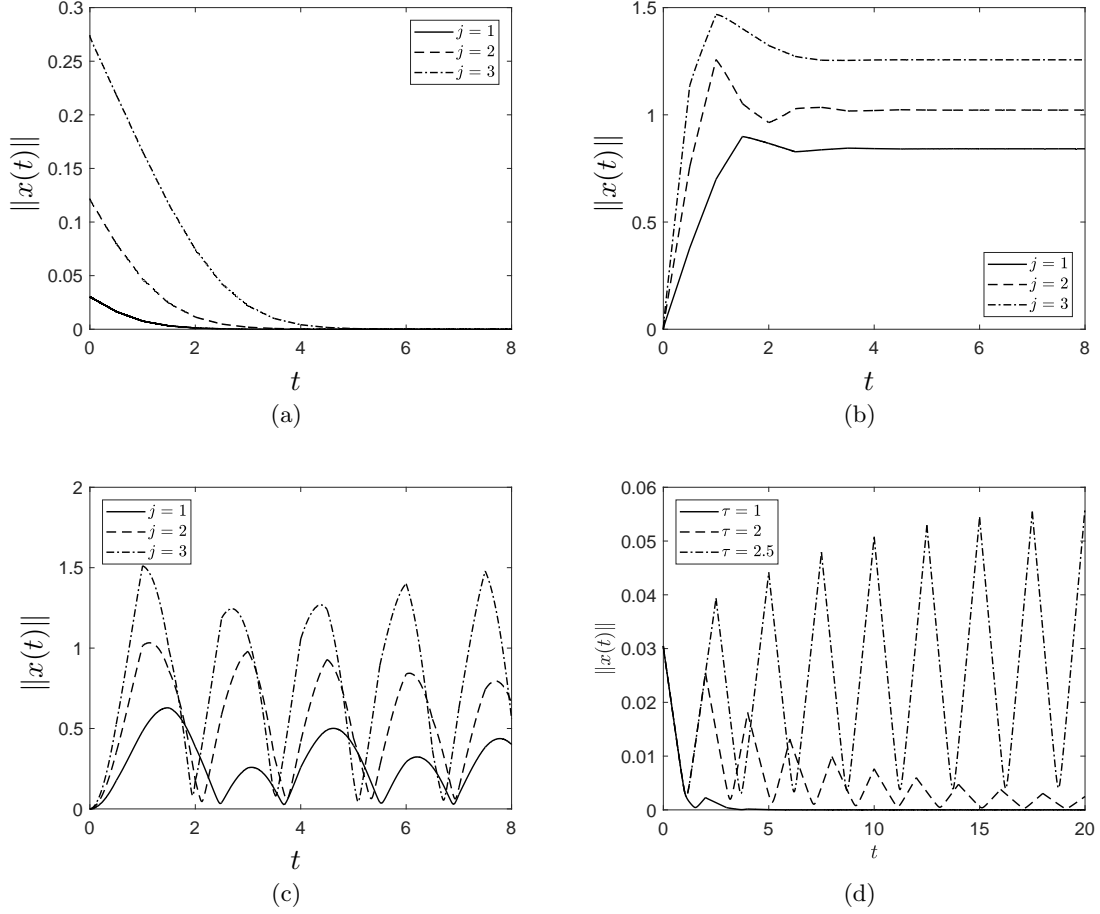 0.3
0.25
0.2
0.15
0.1
0.05
0
0 2 4 6 8
||x(t)||
t
j = 1
j = 2
j = 3
(a)
1.5
1
0.5
0
0 2 4 6 8
||x(t)||
t
j = 1
j = 2
j = 3
(b)
2
1.5
1
0.5
0
0 2 4 6 8
||x(t)||
t
j = 1
j = 2
j = 3
(c)
0.06
0.05
0.04
0.03
0.02
0.01
0
0 5 10 15 20
||x(t)||
t
τ = 1
τ = 2
τ = 2.5
(d)